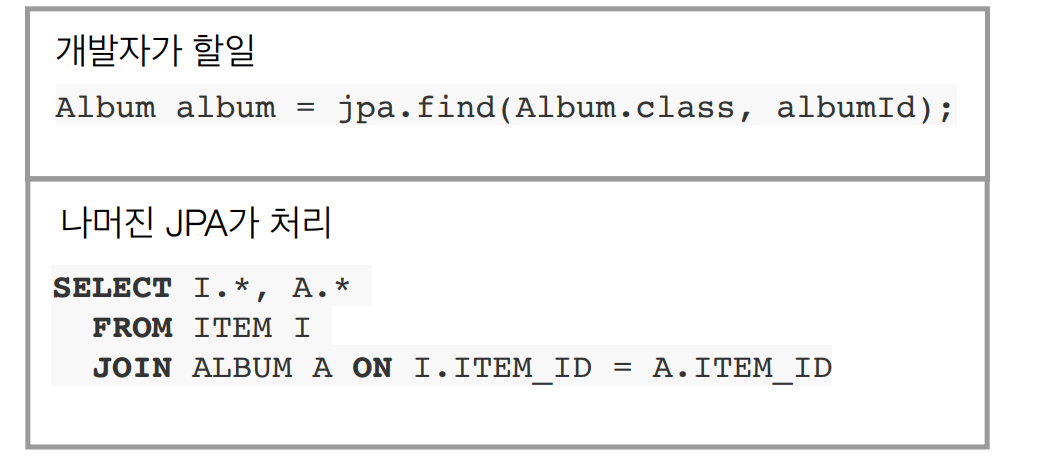 개발자가 할일
Album album = jpa.find(Album.class, albumId);
나머진 JPA가 처리
SELECT I.*, A.*
FROM ITEM I
JOIN ALBUM A ON I.ITEM_ID = A.ITEM_ID